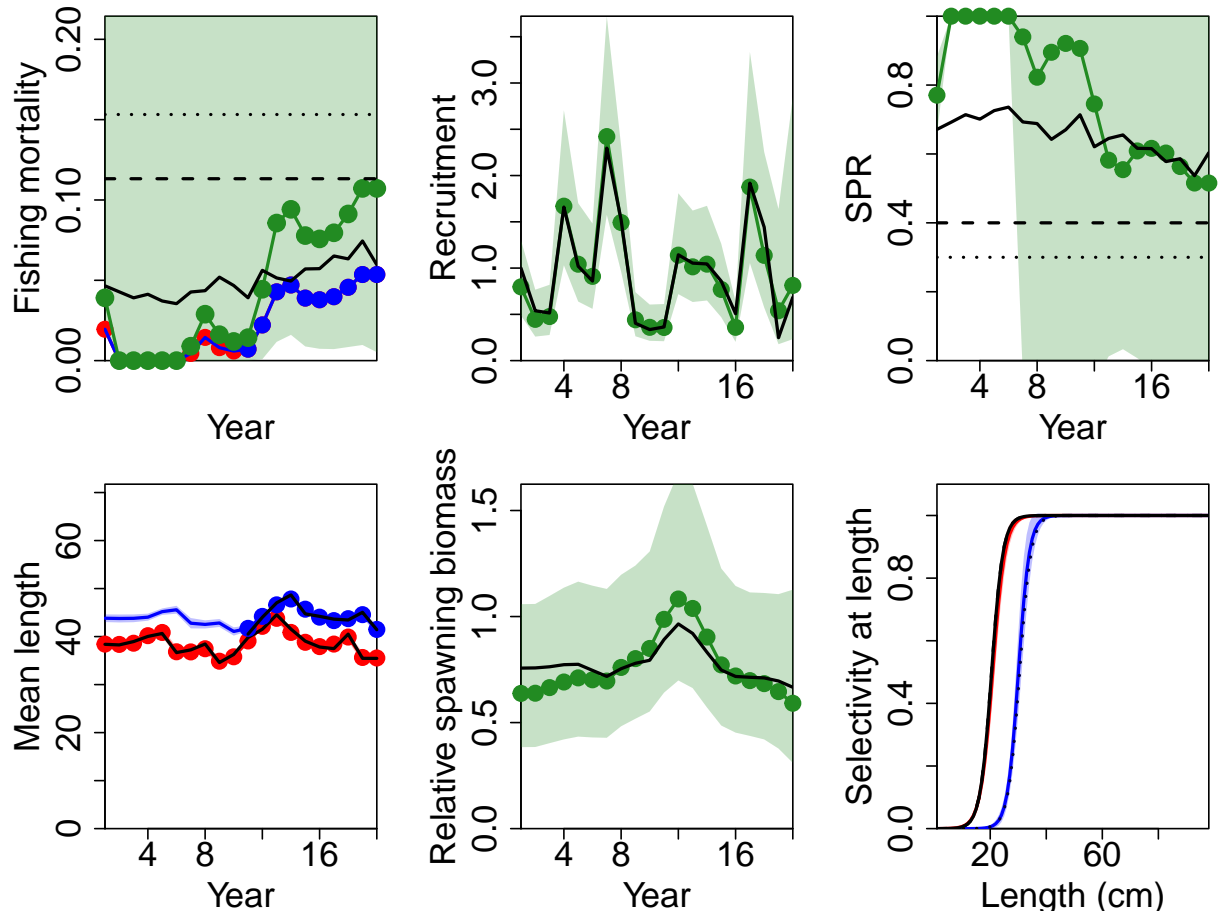 Fishing mortality
0.00 0.10 0.20
Year
Recruitment
0.0 1.0 2.0 3.0
4 8 16
Year
SPR
0.0 0.4 0.8
4 8 16
Year
Mean length
0 20 40 60
4 8 16
Year
Relative spawning biomass
0.0 0.5 1.0 1.5
4 8 16
Year
Selectivity at length
0.0 0.4 0.8
20 60
Length (cm)